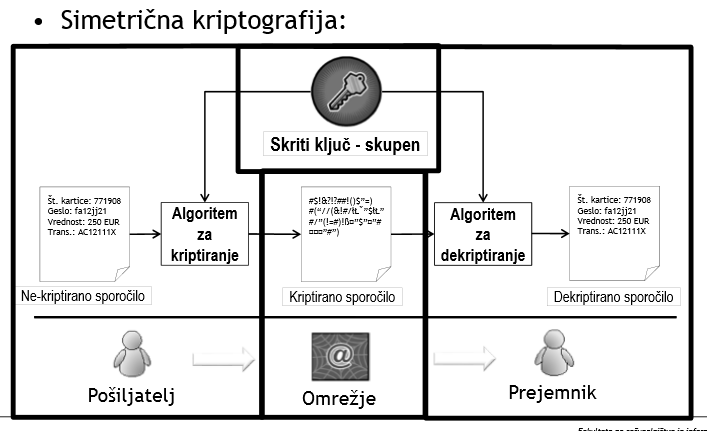 • Simetrična kriptografija:
Skriti ključ - skupen
Št. kartice: 771908
Geslo: fa12jj21
Vrednost: 250 EUR
Trans.: AC12111X
Ne-kriptirano sporočilo
Algoritem
za
kriptiranje
Kriptirano sporočilo
Algoritem
za
dekriptiranje
Št. kartice: 771908
Geslo: fa12jj21
Vrednost: 250 EUR
Trans.: AC12111X
Dekriptirano sporočilo
Pošiljatelj
@
Omrežje
Prejemnik